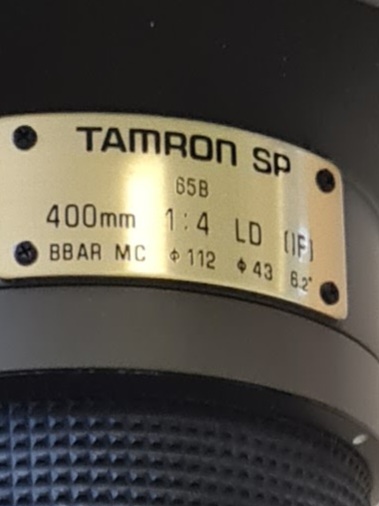 TAMRON SP
65B
400mm 1:4 LD (IF)
BBAR MC ϕ112 ϕ43 6.2°